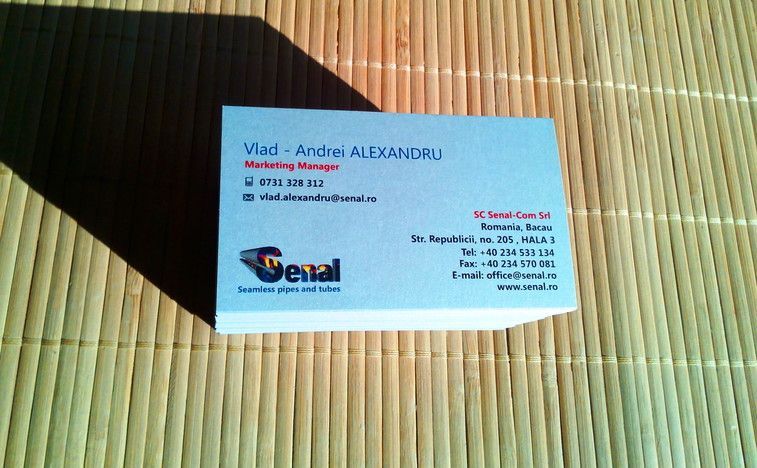 Vlad - Andrei ALEXANDRU
Marketing Manager
0731 328 312
vlad.alexandru@senal.ro
SC Senal-Com Srl
Romania, Bacau
Str. Republicii, no. 205 , HALA 3
Tel: +40 234 533 134
Fax: +40 234 570 081
E-mail: office@senal.ro
www.senal.ro
Senal
Seamless pipes and tubes